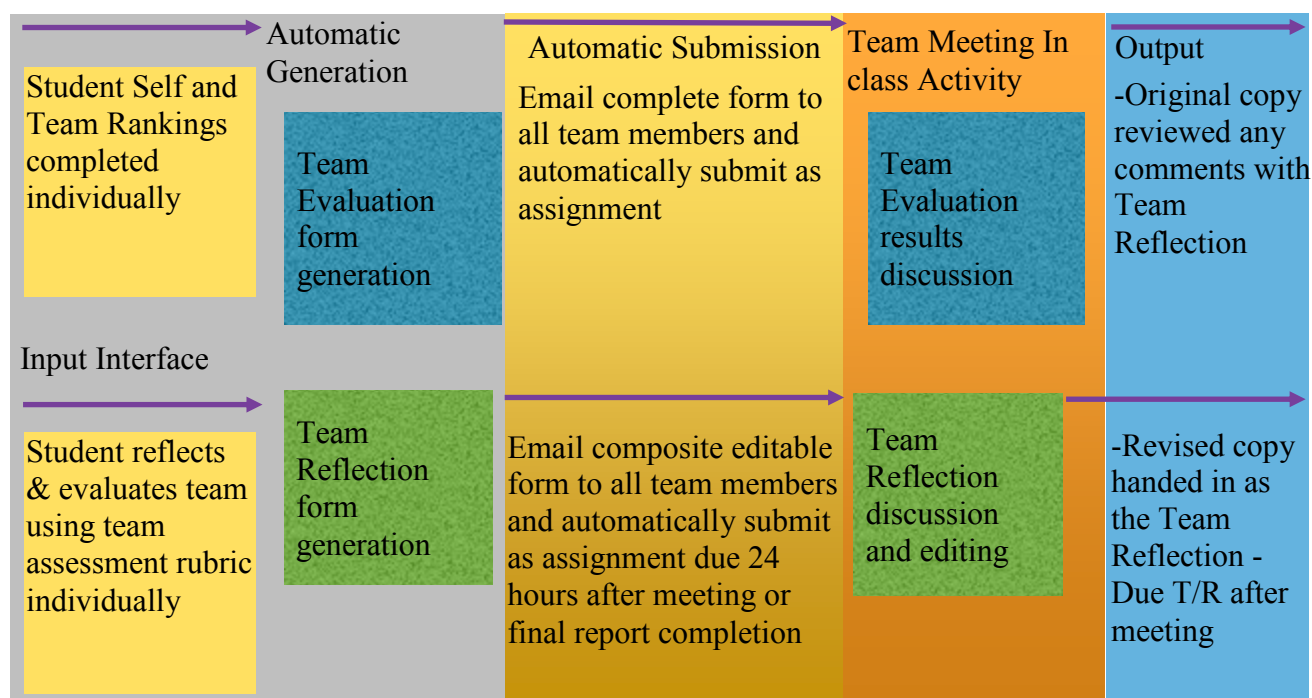 Student Self and
Team Rankings
completed
individually
Input Interface
Student reflects
& evaluates team
using team
assessment rubric
individually
Automatic
Generation
Team
Evaluation
form
generation
Team
Reflection
form
generation
Automatic Submission
Email complete form to
all team members and
automatically submit as
assignment
Email composite editable
form to all team members
and automatically submit
as assignment due 24
hours after meeting or
final report completion
Team Meeting In
class Activity
Team
Evaluation
results
discussion
Team
Reflection
discussion
and editing
Output
-Original copy
reviewed any
comments with
Team
Reflection
-Revised copy
handed in as
the Team
Reflection -
Due T/R after
meeting